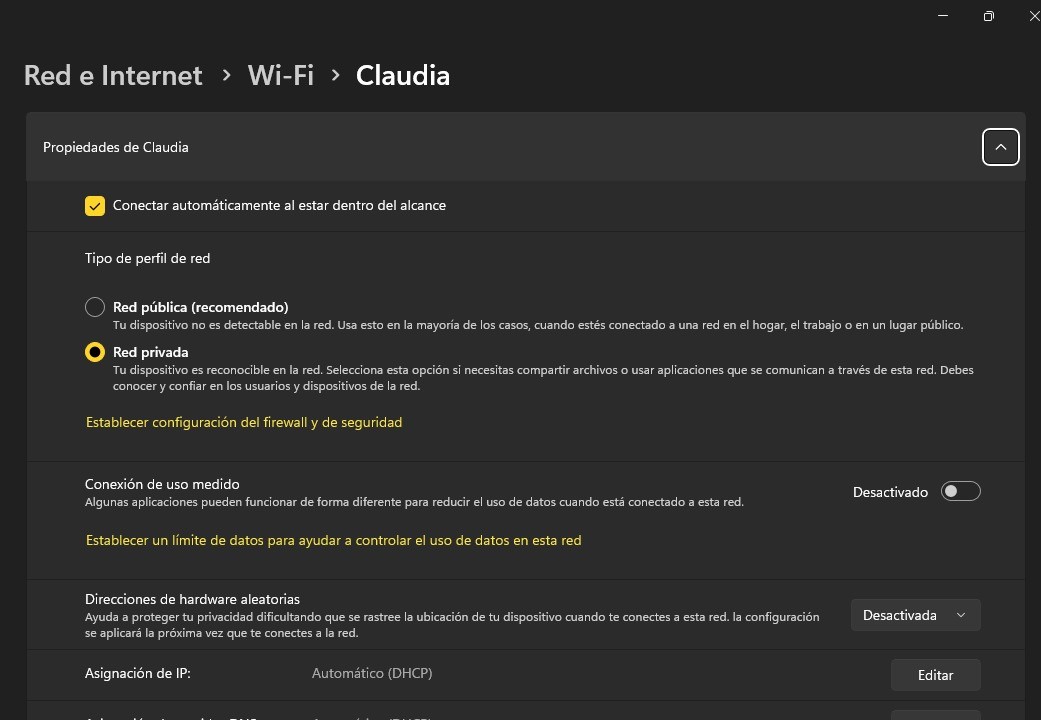 Red e Internet > Wi-Fi > Claudia
Propiedades de Claudia
Conectar automáticamente al estar dentro del alcance
Tipo de perfil de red
Red pública (recomendado)
Tu dispositivo no es detectable en la red. Usa esto en la mayoría de los casos, cuando estés conectado a una red en el hogar, el trabajo o en un lugar público.
Red privada
Tu dispositivo es reconocible en la red. Selecciona esta opción si necesitas compartir archivos o usar aplicaciones que se comunican a través de esta red. Debes
conocer y confiar en los usuarios y dispositivos de la red.
Establecer configuración del firewall y de seguridad
Conexión de uso medido
Algunas aplicaciones pueden funcionar de forma diferente para reducir el uso de datos cuando está conectado a esta red.
Desactivado
Establecer un límite de datos para ayudar a controlar el uso de datos en esta red
Direcciones de hardware aleatorias
Ayuda a proteger tu privacidad dificultando que se rastree la ubicación de tu dispositivo cuando te conectes a esta red. la configuración
se aplicará la próxima vez que te conectes a la red.
Desactivada
Asignación de IP: Automático (DHCP) Editar